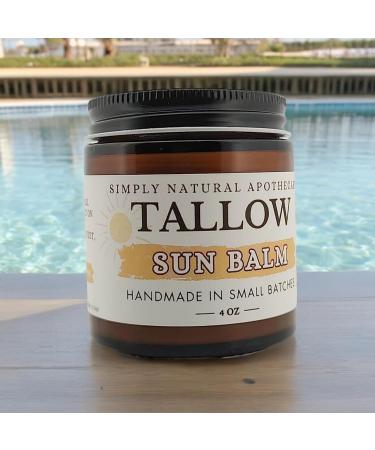 SIMPLY NATURAL APOTHECA
TALLOW
SUN BALM
HANDMADE IN SMALL BATCHES
4 OZ